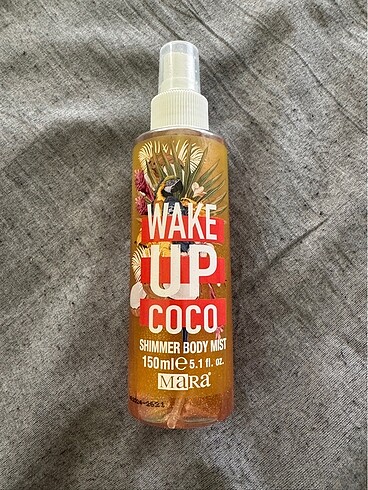 WAKE
UP
COCO
SHIMMER BODY MIST
150ml℮5.1 fl. oz.
MaRa®